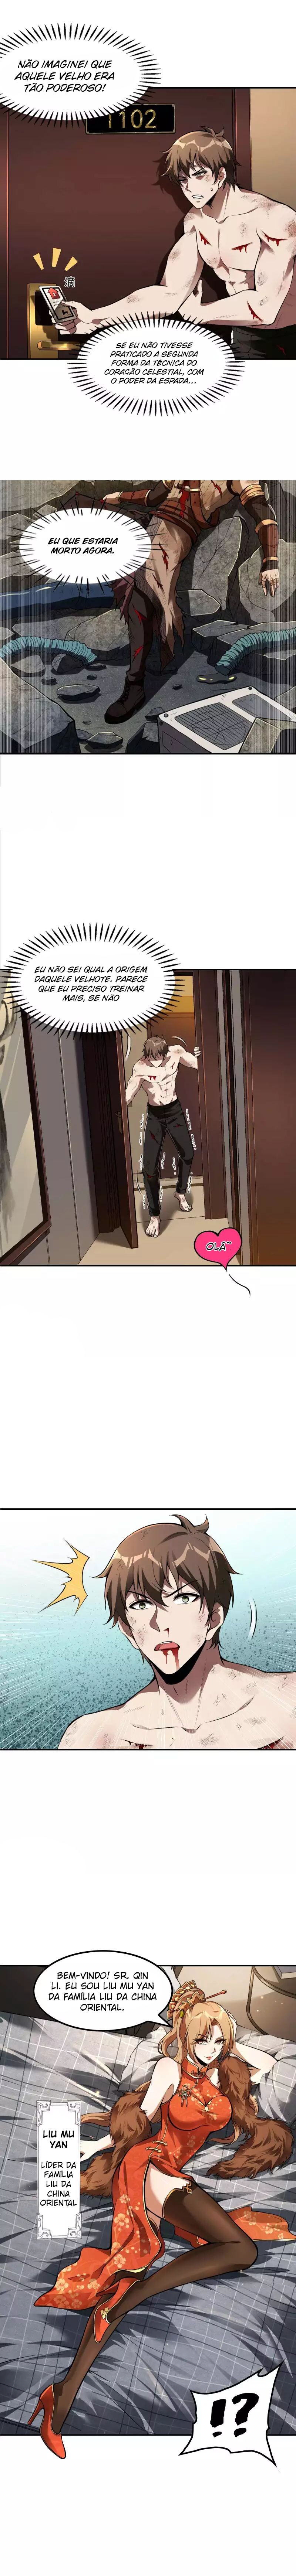 NÃO IMAGINEI QUE
AQUELE VELHO ERA
TÃO PODEROSO!
1102
滴
SE EU NÃO TIVESSE
PRATICADO A SEGUNDA
FORMA DA TÉCNICA DO
CORAÇÃO CELESTIAL, COM
O PODER DA ESPADA...
EU QUE ESTARIA
MORTO AGORA.
EU NÃO SEI QUAL A ORIGEM
DAQUELE VELHOTE. PARECE
QUE EU PRECISO TREINAR
MAIS, SE NÃO
OLÁ~
BEM-VINDO! SR. QIN
LI. EU SOU LIU MU YAN
DA FAMÍLIA LIU DA CHINA
ORIENTAL.
LIU MU
YAN
LÍDER DA
FAMÍLIA
LIU DA
CHINA
ORIENTAL
!?